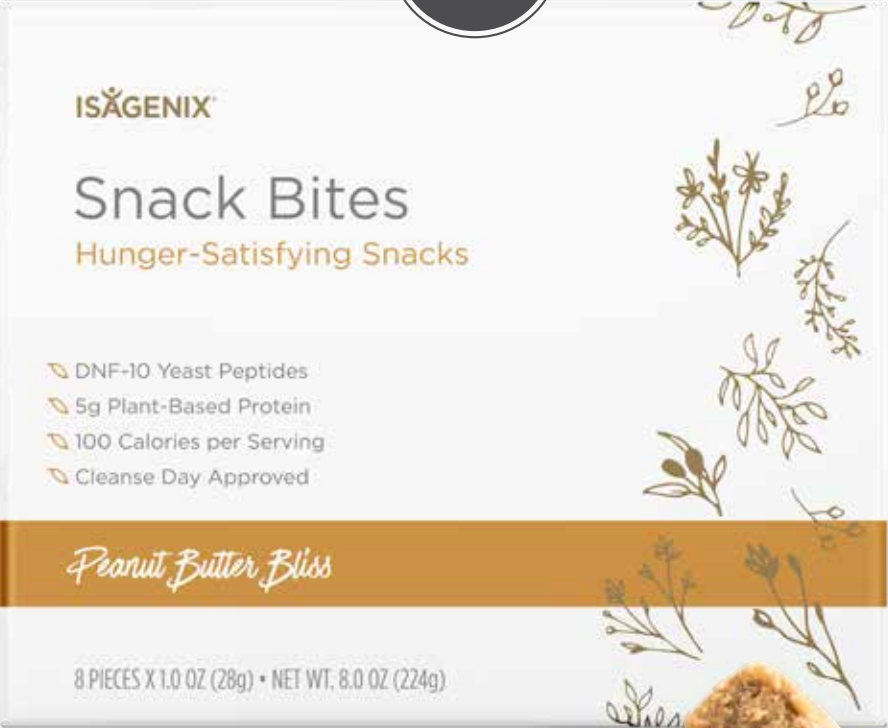 ISAGENIX
Snack Bites
Hunger-Satisfying Snacks
DNF-10 Yeast Peptides
5g Plant-Based Protein
100 Calories per Serving
Cleanse Day Approved
Peanut Butter Bliss
8 PIECES X 1.0 OZ (28g) • NET WT. 8.0 OZ (224g)